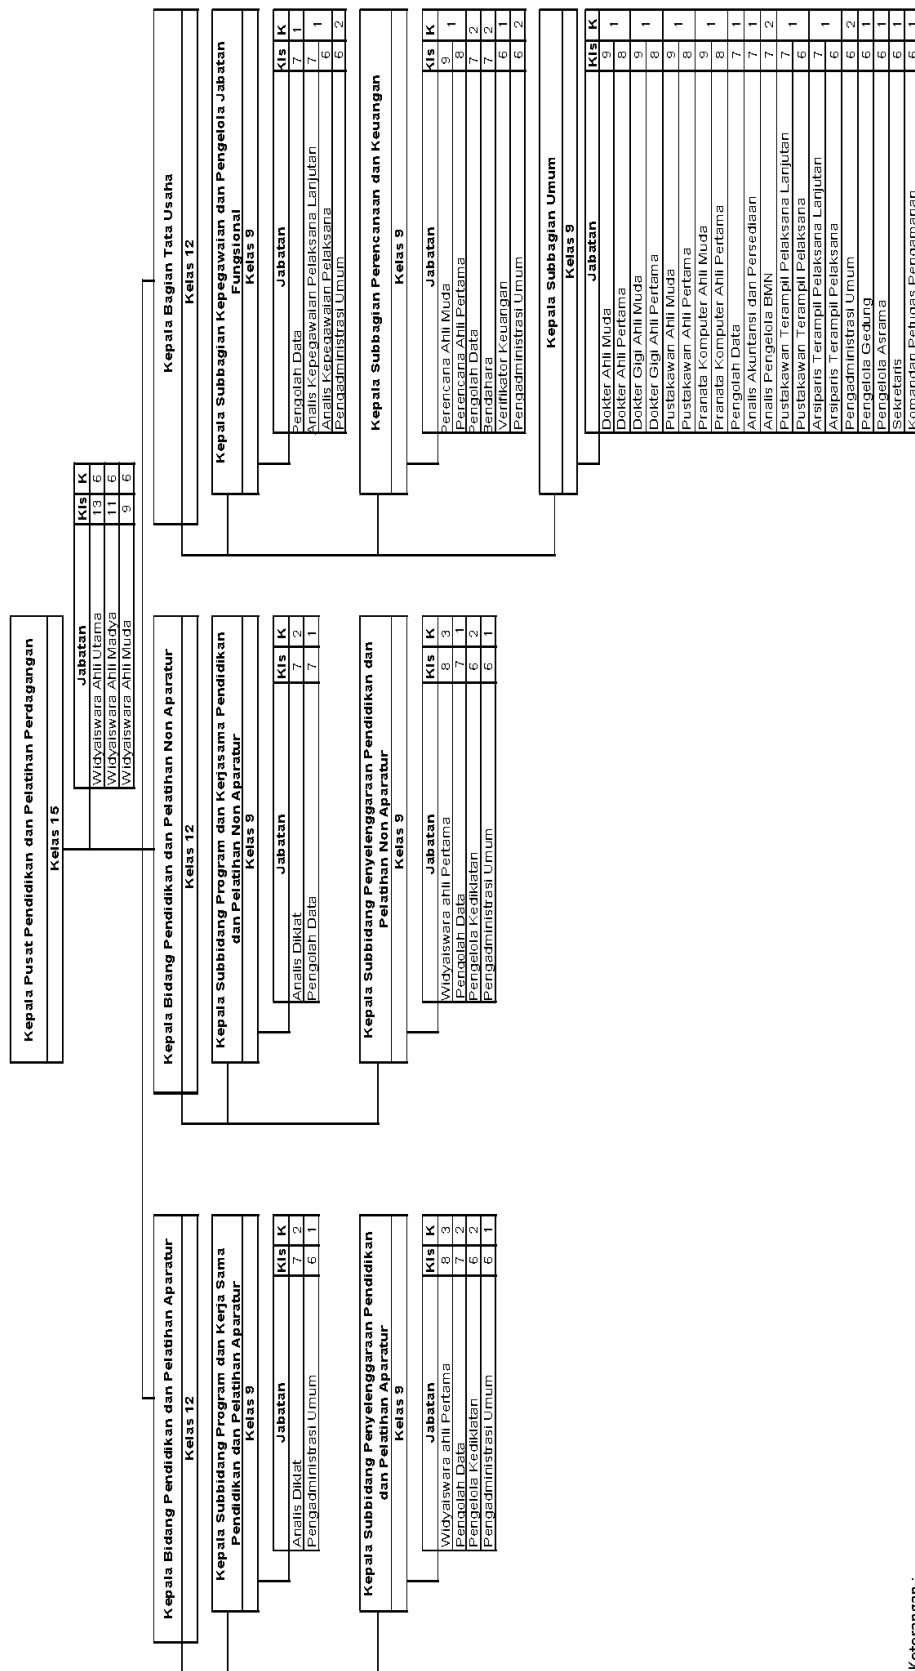 Kepala Pusat Pendidikan dan Pelatihan Perdagangan
Kelas 15
Jabatan Kls K
Widyaiswara Ahli Utama 13 6
Widyaiswara Ahli Madya 11 6
Widyaiswara Ahli Muda 9 6
Kepala Bidang Pendidikan dan Pelatihan Aparatur
Kelas 12
Kepala Subbidang Program dan Kerja Sama
Pendidikan dan Pelatihan Aparatur
Kelas 9
Jabatan Kls K
Analis Diklat 7 2
Pengadministrasi Umum 6 1
Kepala Subbidang Penyelenggaraan Pendidikan
dan Pelatihan Aparatur
Kelas 9
Jabatan Kls K
Widyaiswara ahli Pertama 8 3
Pengolah Data 7 2
Pengelola Kediklatan 6 2
Pengadministrasi Umum 6 1
Kepala Bidang Pendidikan dan Pelatihan Non Aparatur
Kelas 12
Kepala Subbidang Program dan Kerjasama Pendidikan
dan Pelatihan Non Aparatur
Kelas 9
Jabatan Kls K
Analis Diklat 7 2
Pengolah Data 7 1
Kepala Subbidang Penyelenggaraan Pendidikan dan
Pelatihan Non Aparatur
Kelas 9
Jabatan Kls K
Widyaiswara ahli Pertama 8 3
Pengolah Data 7 1
Pengelola Kediklatan 6 2
Pengadministrasi Umum 6 1
Kepala Bagian Tata Usaha
Kelas 12
Kepala Subbagian Kepegawaian dan Pengelola Jabatan
Fungsional
Kelas 9
Jabatan Kls K
Pengolah Data 7 1
Analis Kepegawaian Pelaksana Lanjutan 7 1
Analis Kepegawaian Pelaksana 6
Pengadministrasi Umum 6 2
Kepala Subbagian Perencanaan dan Keuangan
Kelas 9
Jabatan Kls K
Perencana Ahli Muda 9 1
Perencana Ahli Pertama 8
Pengolah Data 7 2
Bendahara 7 2
Verifikator Keuangan 6 1
Pengadministrasi Umum 6 2
Kepala Subbagian Umum
Kelas 9
Jabatan Kls K
Dokter Ahli Muda 9 1
Dokter Ahli Pertama 8
Dokter Gigi Ahli Muda 9 1
Dokter Gigi Ahli Pertama 8
Pustakawan Ahli Muda 9 1
Pustakawan Ahli Pertama 8
Pranata Komputer Ahli Muda 9 1
Pranata Komputer Ahli Pertama 8
Pengolah Data 7 1
Analis Akuntansi dan Persediaan 7 1
Analis Pengelola BMN 7 2
Pustakawan Terampil Pelaksana Lanjutan 7 1
Pustakawan Terampil Pelaksana 6
Arsiparis Terampil Pelaksana Lanjutan 7 1
Arsiparis Terampil Pelaksana 6
Pengadministrasi Umum 6 2
Pengelola Gedung 6 1
Pengelola Asrama 6 1
Sekretaris 6 1
Komandan Petugas Pengamanan 6 1
Keterangan :